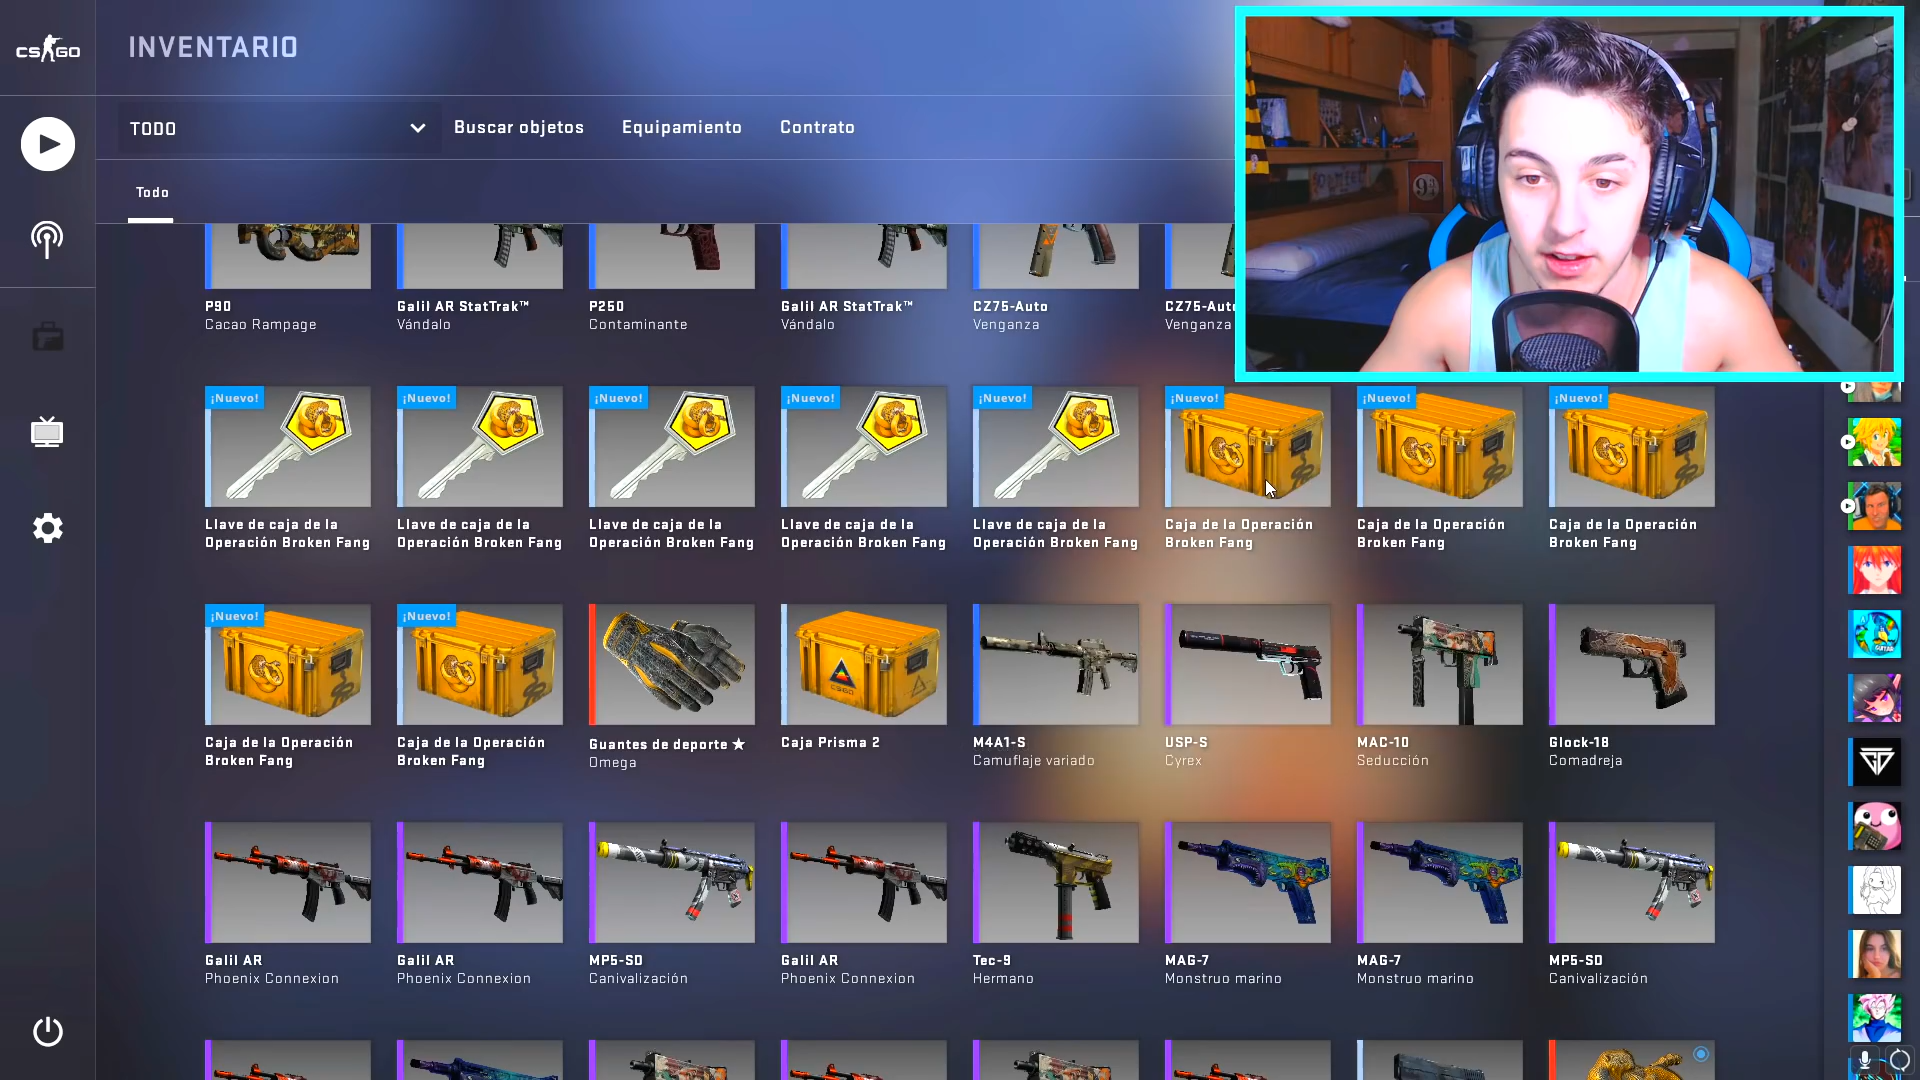 CS GO
INVENTARIO
TODO
Buscar objetos
Equipamiento
Contrato
Todo
P90
Cacao Rampage
Galil AR StatTrak™
Vándalo
P250
Contaminante
Galil AR StatTrak™
Vándalo
CZ75-Auto
Venganza
CZ75-Auto
Venganza
9¾
¡Nuevo!
Llave de caja de la
Operación Broken Fang
¡Nuevo!
Llave de caja de la
Operación Broken Fang
¡Nuevo!
Llave de caja de la
Operación Broken Fang
¡Nuevo!
Llave de caja de la
Operación Broken Fang
¡Nuevo!
Llave de caja de la
Operación Broken Fang
¡Nuevo!
Caja de la Operación
Broken Fang
¡Nuevo!
Caja de la Operación
Broken Fang
¡Nuevo!
Caja de la Operación
Broken Fang
¡Nuevo!
Caja de la Operación
Broken Fang
¡Nuevo!
Caja de la Operación
Broken Fang
Guantes de deporte ★
Omega
CS:GO
Caja Prisma 2
M4A1-S
Camuflaje variado
USP-S
Cyrex
MAC-10
Seducción
Glock-18
Comadreja
Galil AR
Phoenix Connexion
Galil AR
Phoenix Connexion
MP5-SD
Canivalización
Galil AR
Phoenix Connexion
Tec-9
Hermano
MAG-7
Monstruo marino
MAG-7
Monstruo marino
MP5-SD
Canivalización